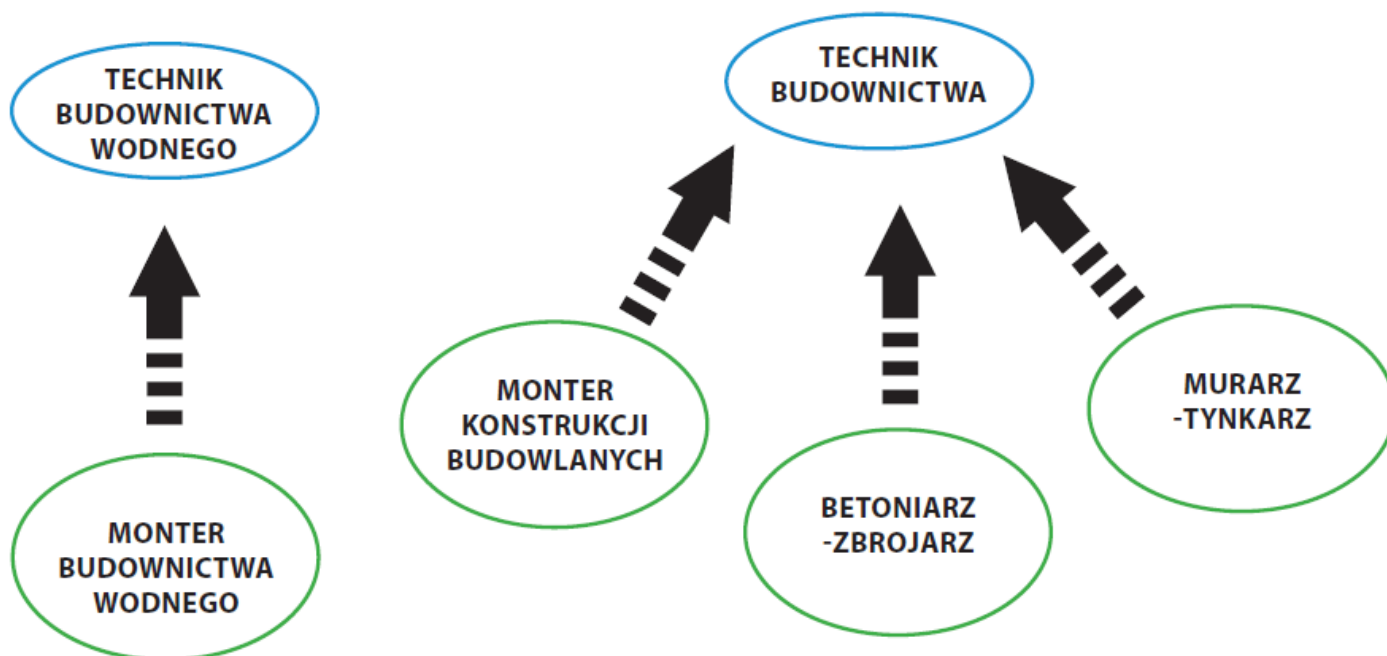 TECHNIK
BUDOWNICTWA
WODNEGO
TECHNIK
BUDOWNICTWA
MONTER
KONSTRUKCJI
BUDOWLANYCH
MURARZ
-TYNKARZ
BETONIARZ
-ZBROJARZ
MONTER
BUDOWNICTWA
WODNEGO